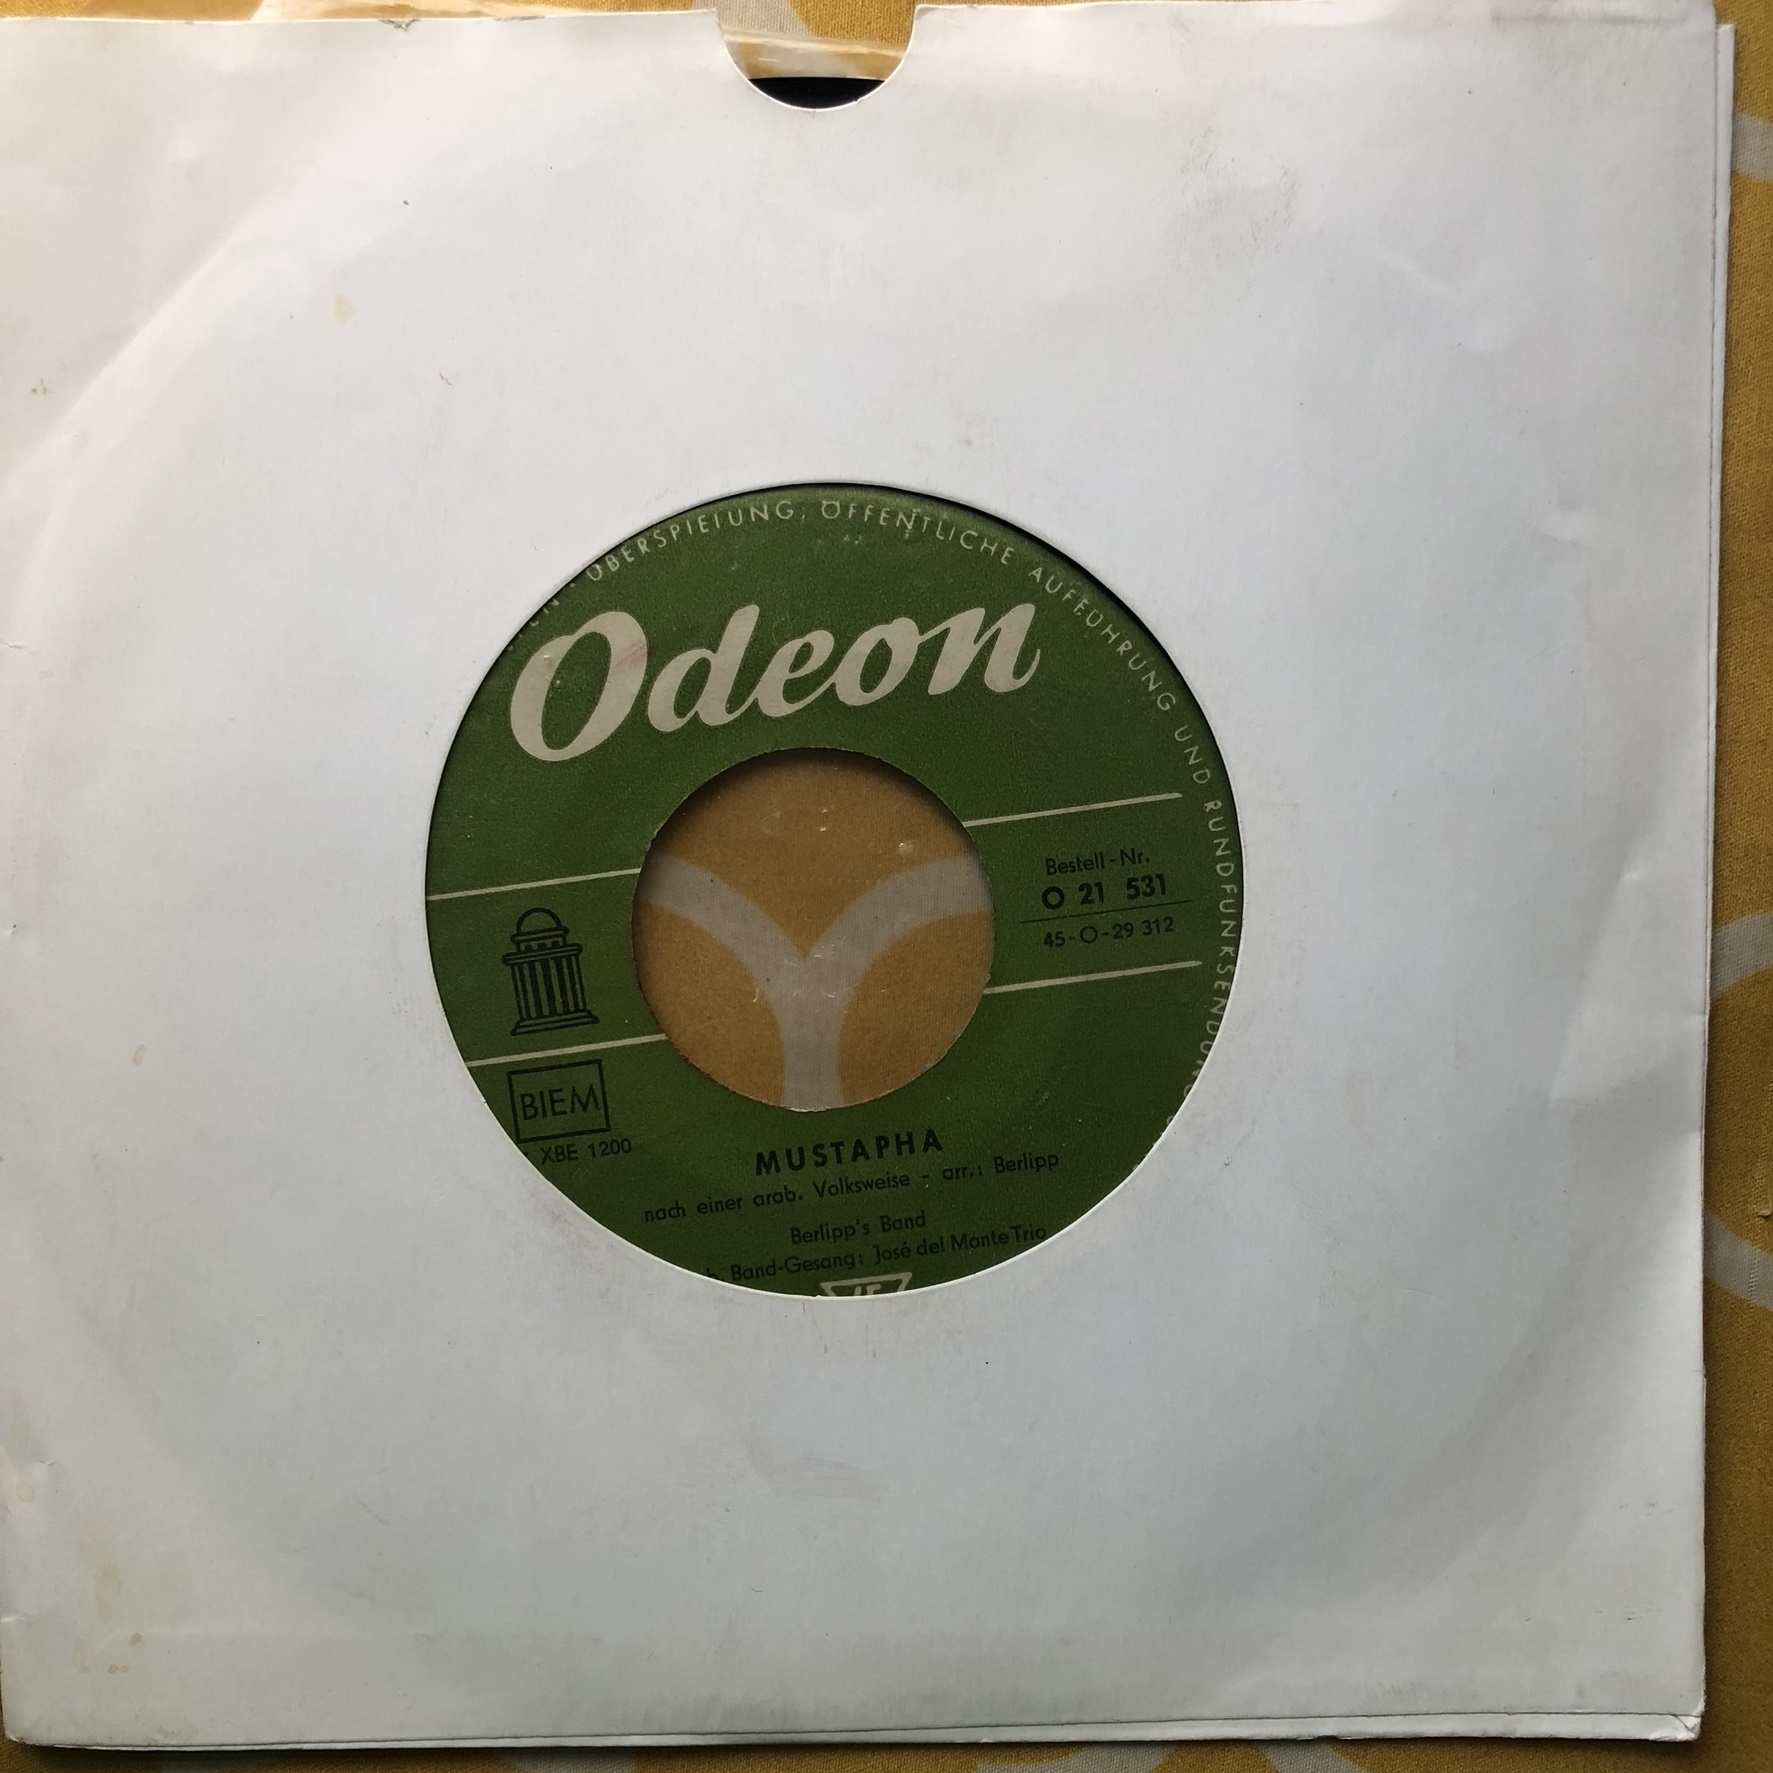 ÜBERSPIELUNG, ÖFFENTLICHE AUFFÜHRUNG UND RUNDFUNKSENDUNG
Odeon
Bestell-Nr.
O 21 531
45-O-29 312
BIEM
XBE 1200
MUSTAPHA
nach einer arab. Volksweise - arr.: Berlipp
Berlipp's Band
Band-Gesang: José del Monte Trio